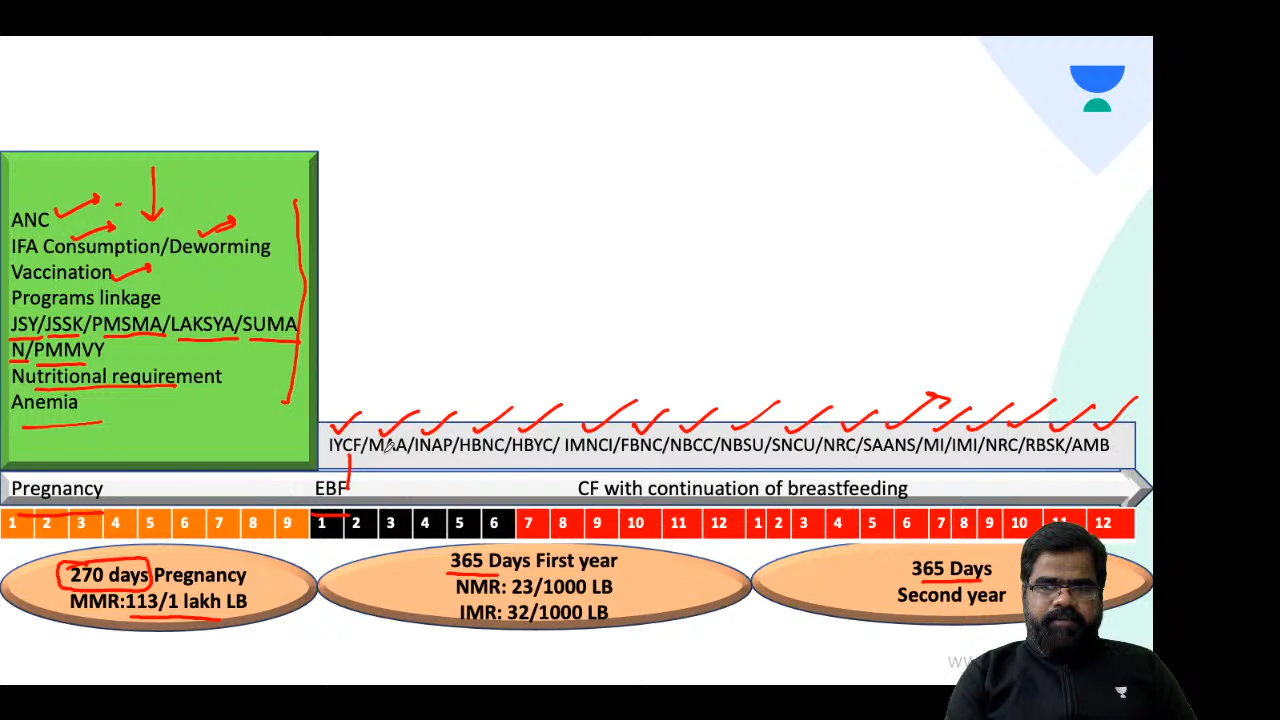 ANC
IFA Consumption/Deworming
Vaccination
Programs linkage
JSY/JSSK/PMSMA/LAKSYA/SUMA
N/PMMVY
Nutritional requirement
Anemia
IYCF/MAA/INAP/HBNC/HBYC/ IMNCI/FBNC/NBCC/NBSU/SNCU/NRC/SAANS/MI/IMI/NRC/RBSK/AMB
Pregnancy EBF CF with continuation of breastfeeding
1 2 3 4 5 6 7 8 9 1 2 3 4 5 6 7 8 9 10 11 12 1 2 3 4 5 6 7 8 9 10 11 12
270 days Pregnancy
MMR:113/1 lakh LB
365 Days First year
NMR: 23/1000 LB
IMR: 32/1000 LB
365 Days
Second year